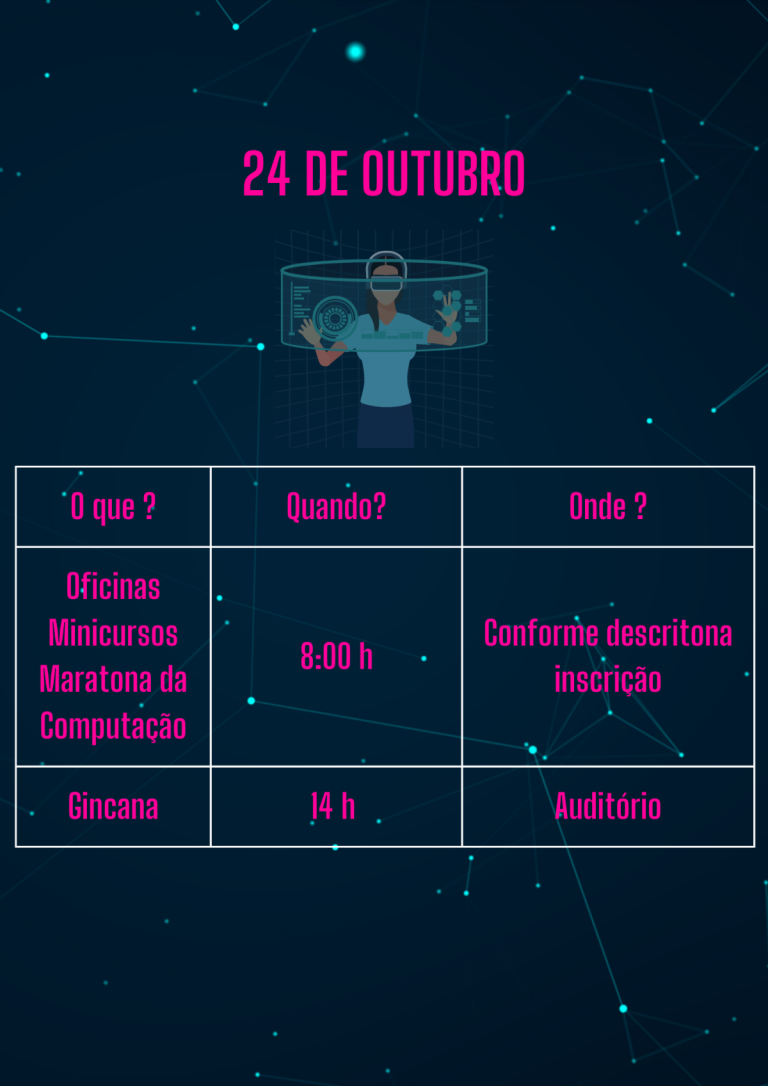 24 DE OUTUBRO
O que ?
Quando?
Onde ?
Oficinas
Minicursos
Maratona da
Computação
8:00 h
Conforme descritona
inscrição
Gincana
14 h
Auditório